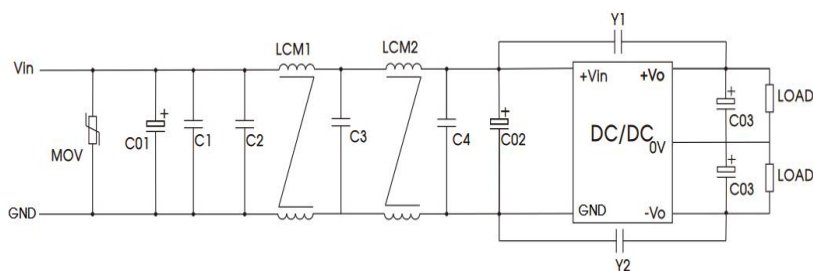 Y1
LCM1
LCM2
Vin
+Vin
+Vo
+
+
+
LOAD
MOV
C01
C1
C2
C3
C4
C02
DC/DC
0V
C03
+
LOAD
C03
GND
GND
-Vo
Y2